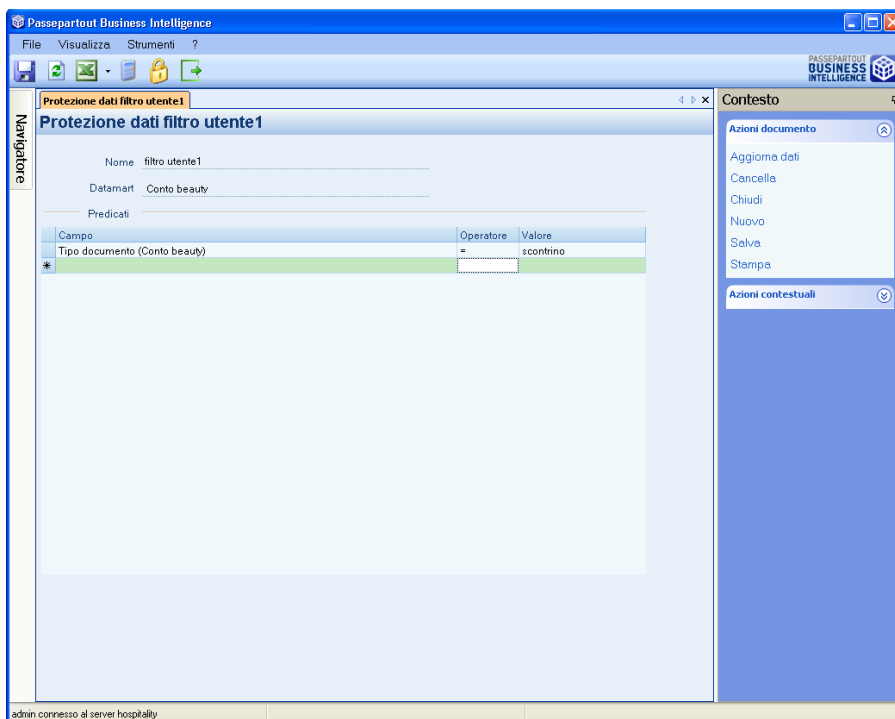 Passepartout Business Intelligence
File Visualizza Strumenti ?
PASSEPARTOUT
BUSINESS
INTELLIGENCE
Navigatore
Protezione dati filtro utente1
Protezione dati filtro utente1
Nome filtro utente1
Datamart Conto beauty
Predicati
Campo Operatore Valore
Tipo documento (Conto beauty) = scontrino
Contesto
Azioni documento
Aggiorna dati
Cancella
Chiudi
Nuovo
Salva
Stampa
Azioni contestuali
admin connesso al server hospitality